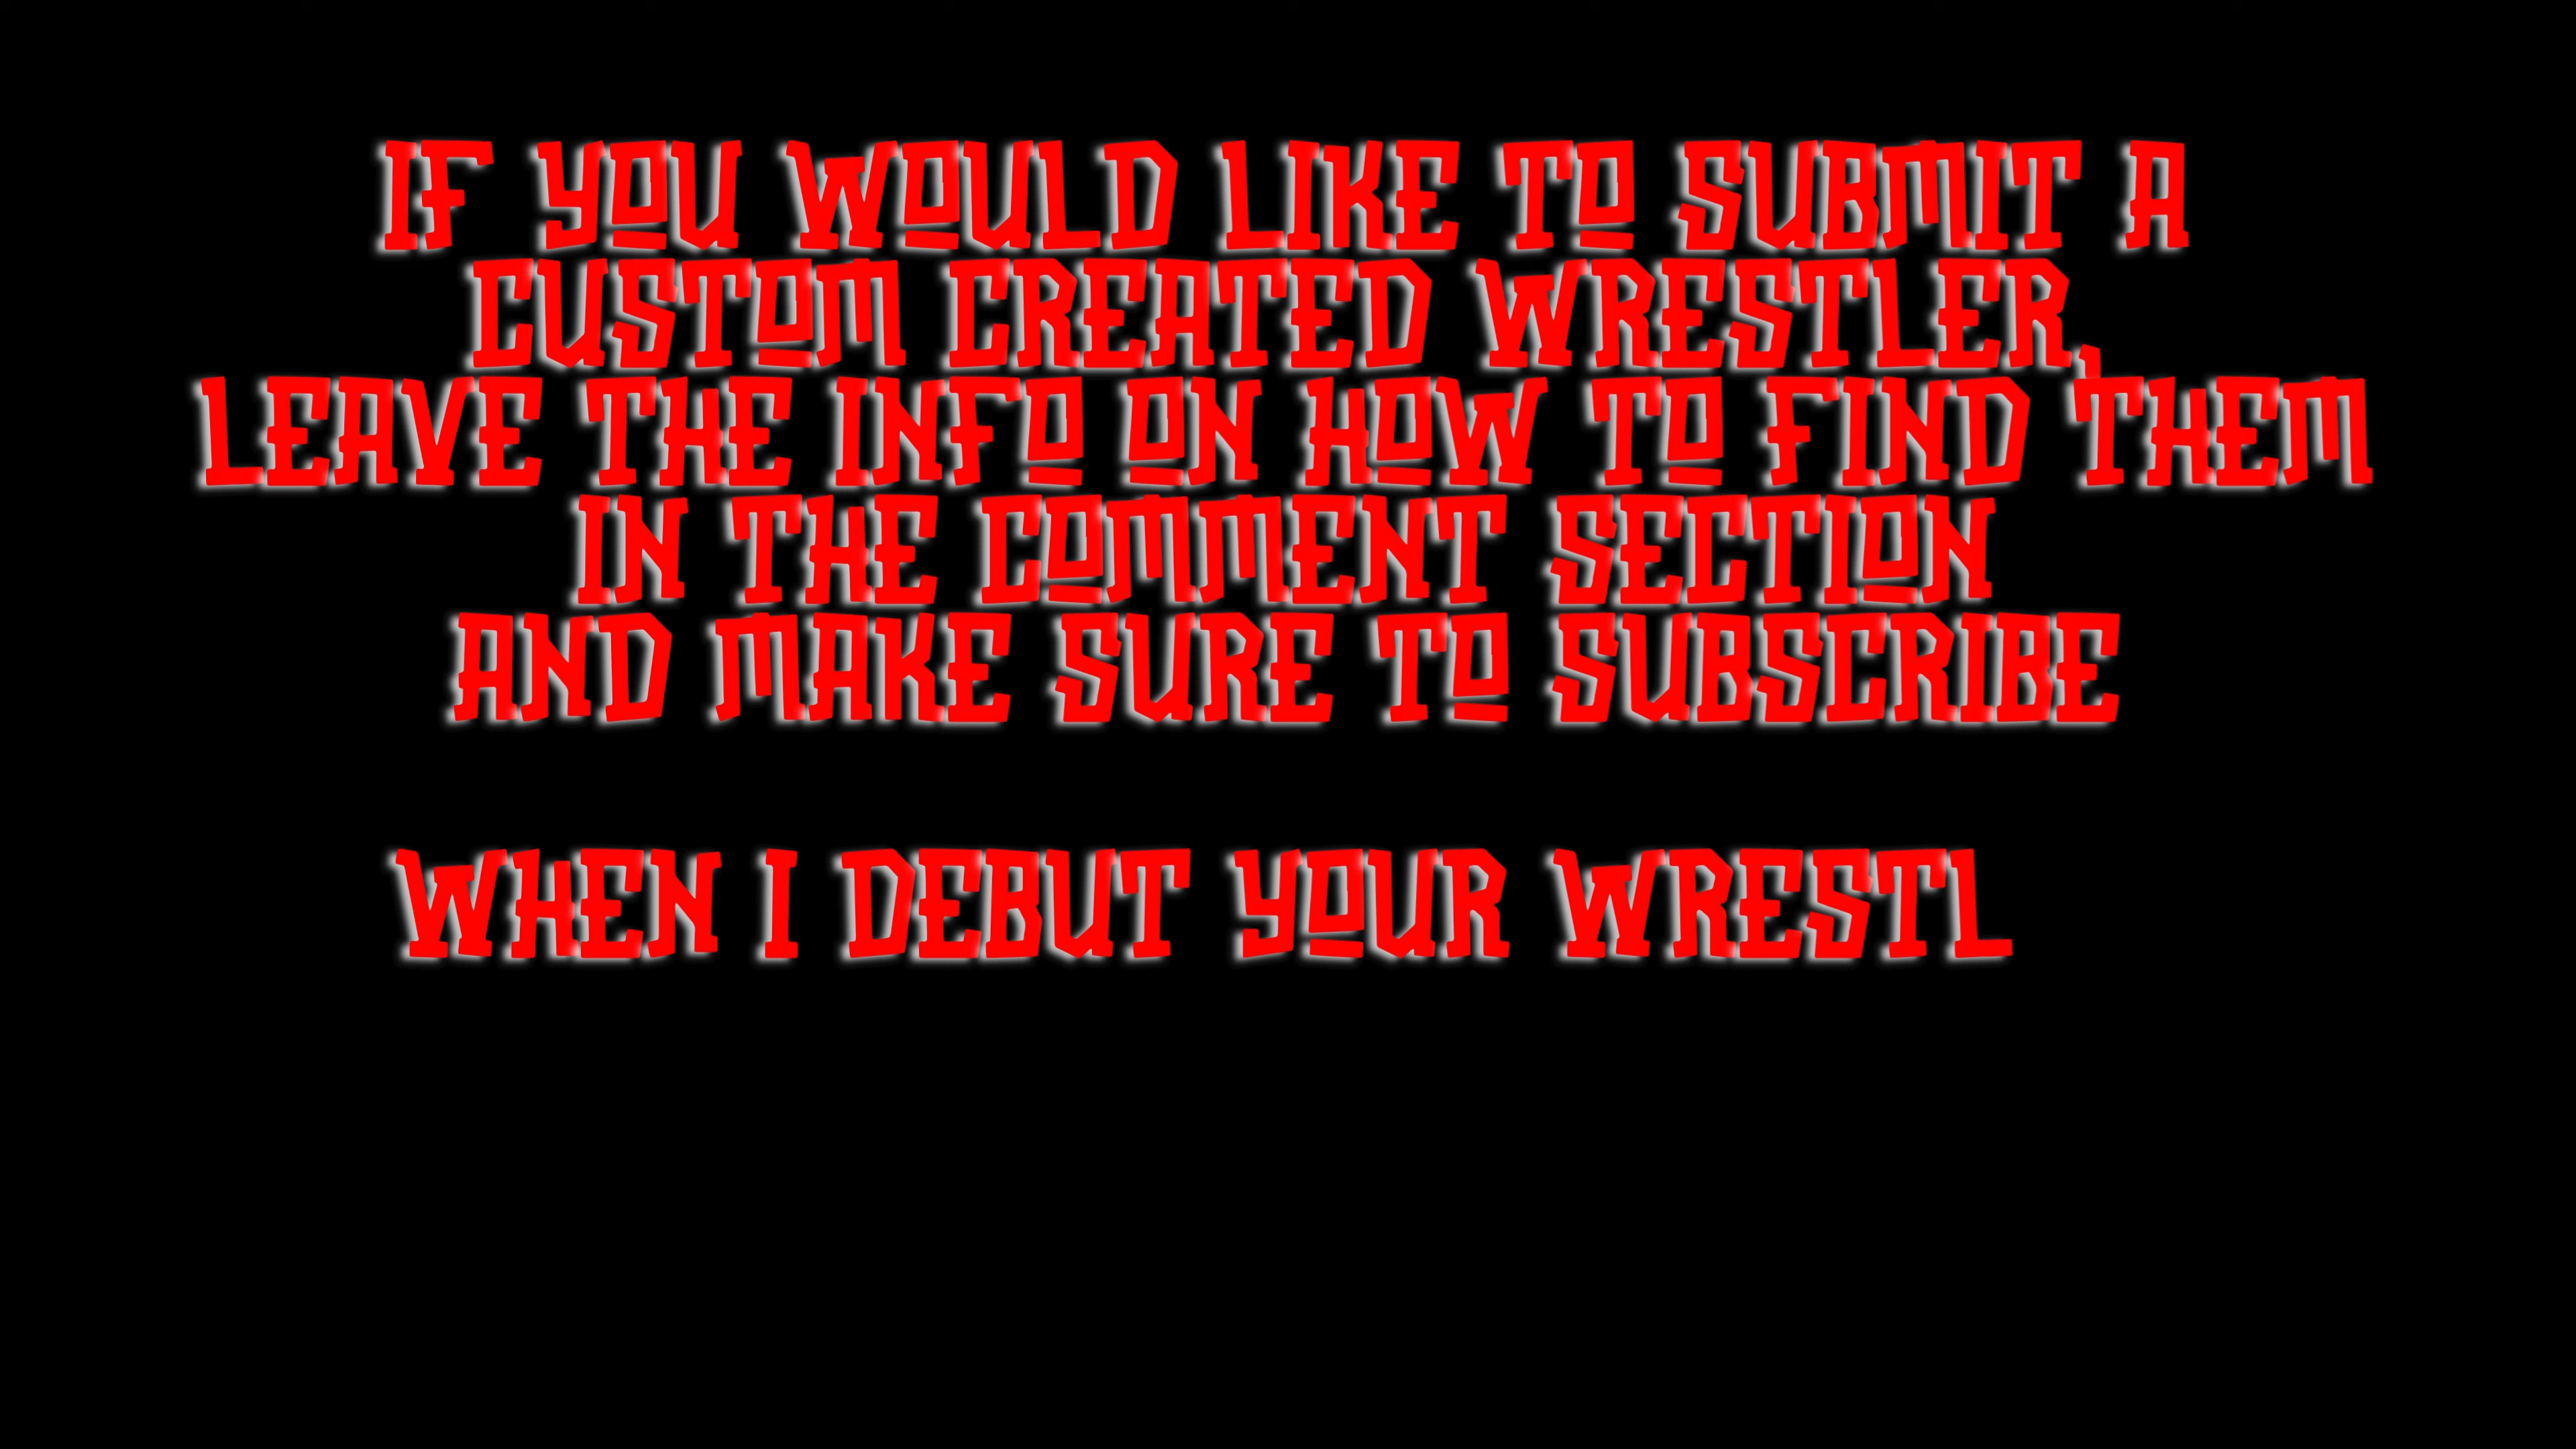 IF YOU WOULD LIKE TO SUBMIT A
CUSTOM CREATED WRESTLER,
LEAVE THE INFO ON HOW TO FIND THEM
IN THE COMMENT SECTION
AND MAKE SURE TO SUBSCRIBE
WHEN I DEBUT YOUR WRESTL